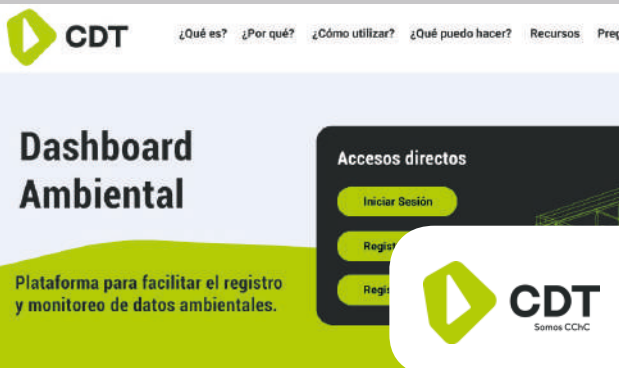 CDT
¿Qué es? ¿Por qué? ¿Cómo utilizar? ¿Qué puedo hacer? Recursos
Dashboard
Ambiental
Accesos directos
Iniciar Sesión
Plataforma para facilitar el registro
y monitoreo de datos ambientales.
CDT
Somos CChC